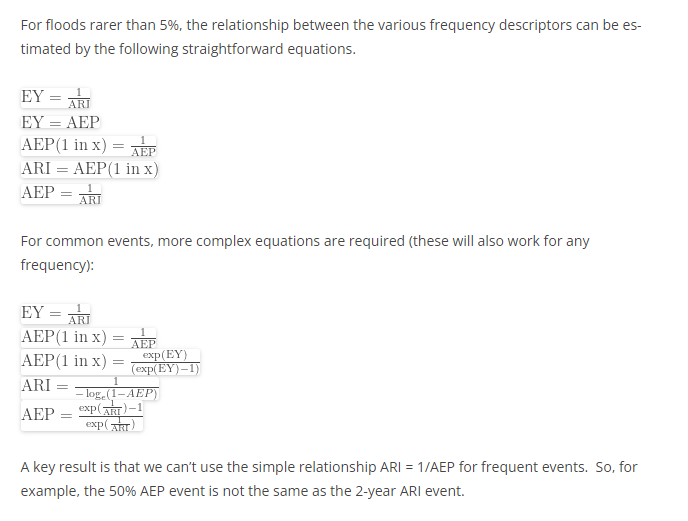 For floods rarer than 5%, the relationship between the various frequency descriptors can be es-
timated by the following straightforward equations.
EY = 1/ARI
EY = AEP
AEP(1 in x) = 1/AEP
ARI = AEP(1 in x)
AEP = 1/ARI
For common events, more complex equations are required (these will also work for any
frequency):
EY = 1/ARI
AEP(1 in x) = 1/AEP
AEP(1 in x) = exp(EY)/(exp(EY)−1)
ARI = 1/(−logₑ(1−AEP))
AEP = (exp(1/ARI)−1)/exp(1/ARI)
A key result is that we can't use the simple relationship ARI = 1/AEP for frequent events.  So, for
example, the 50% AEP event is not the same as the 2-year ARI event.